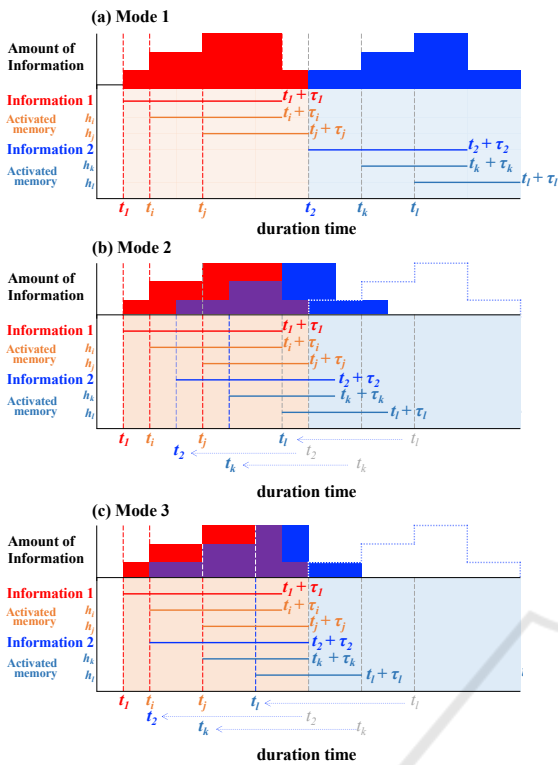 (a) Mode 1
Amount of
Information
Information 1
t₁ + τ₁
Activated
memory
hᵢ
tᵢ + τᵢ
hⱼ
tⱼ + τⱼ
Information 2
t₂ + τ₂
Activated
memory
hₖ
tₖ + τₖ
hₗ
tₗ + τₗ
t₁ tᵢ tⱼ t₂ tₖ tₗ
duration time
(b) Mode 2
Amount of
Information
Information 1
t₁ + τ₁
Activated
memory
hᵢ
tᵢ + τᵢ
hⱼ
tⱼ + τⱼ
Information 2
t₂ + τ₂
Activated
memory
hₖ
tₖ + τₖ
hₗ
tₗ + τₗ
t₁ tᵢ tⱼ tₗ tₗ
t₂ t₂
tₖ tₖ
duration time
(c) Mode 3
Amount of
Information
Information 1
t₁ + τ₁
Activated
memory
hᵢ
tᵢ + τᵢ
hⱼ
tⱼ + τⱼ
Information 2
t₂ + τ₂
Activated
memory
hₖ
tₖ + τₖ
hₗ
tₗ + τₗ
t₁ tᵢ tⱼ tₗ tₗ
t₂ t₂
tₖ tₖ
duration time